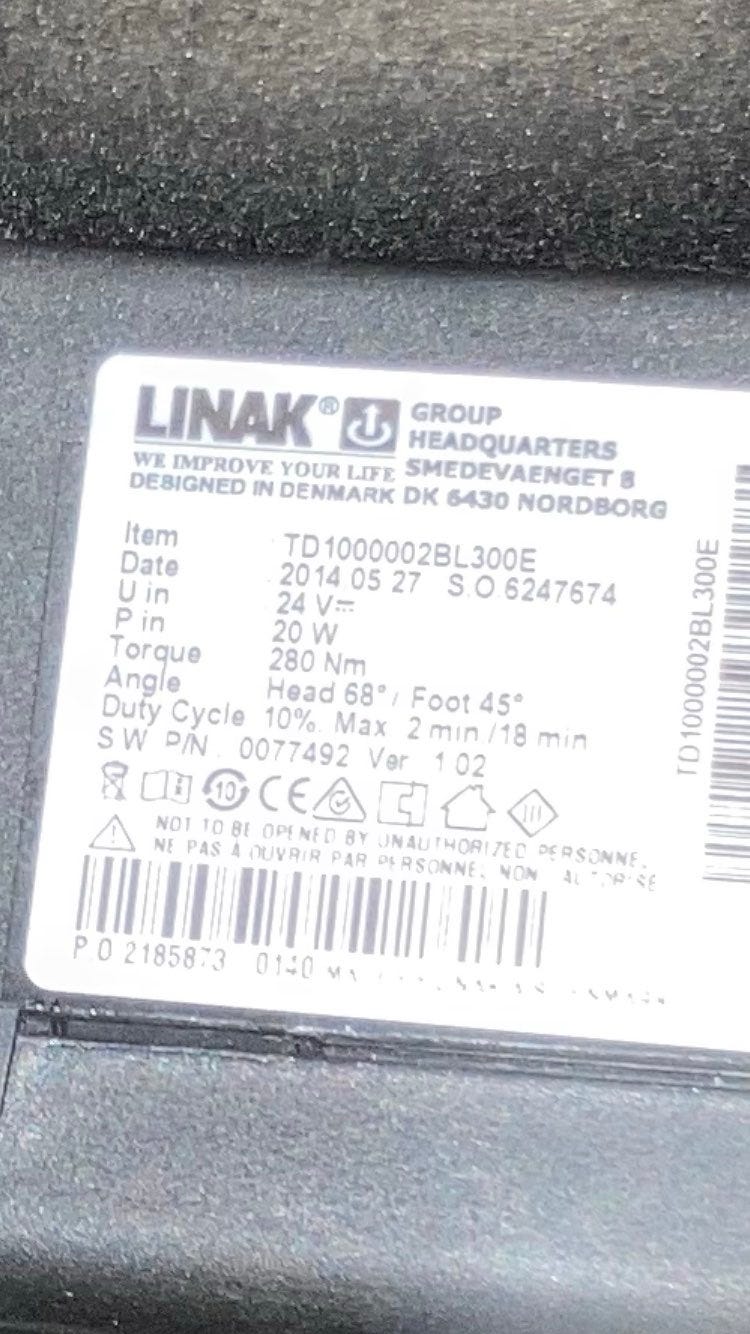 LINAK®
GROUP
HEADQUARTERS
WE IMPROVE YOUR LIFE SMEDEVAENGET 8
DESIGNED IN DENMARK DK 6430 NORDBORG
Item TD1000002BL300E
Date 2014.05.27 S.O.6247674
U in 24 V⎓
P in 20 W
Torque 280 Nm
Angle Head 68° / Foot 45°
Duty Cycle 10%. Max 2 min /18 min
SW P/N. 0077492 Ver 1.02
10 CE
NOT TO BE OPENED BY UNAUTHORIZED PERSONNEL
NE PAS A OUVRIR PAR PERSONNEL NON AUTORISE
P.O 2185873 0140
TD1000002BL300E